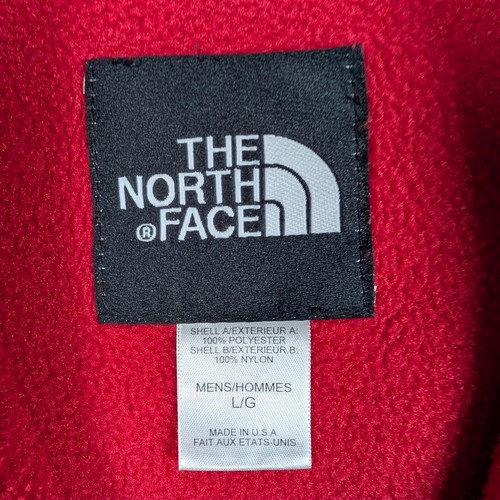 THE
NORTH
® FACE
SHELL A/EXTERIEUR A:
100% POLYESTER
SHELL B/EXTERIEUR B:
100% NYLON
MENS/HOMMES
L/G
MADE IN U.S.A.
FAIT AUX ETATS-UNIS